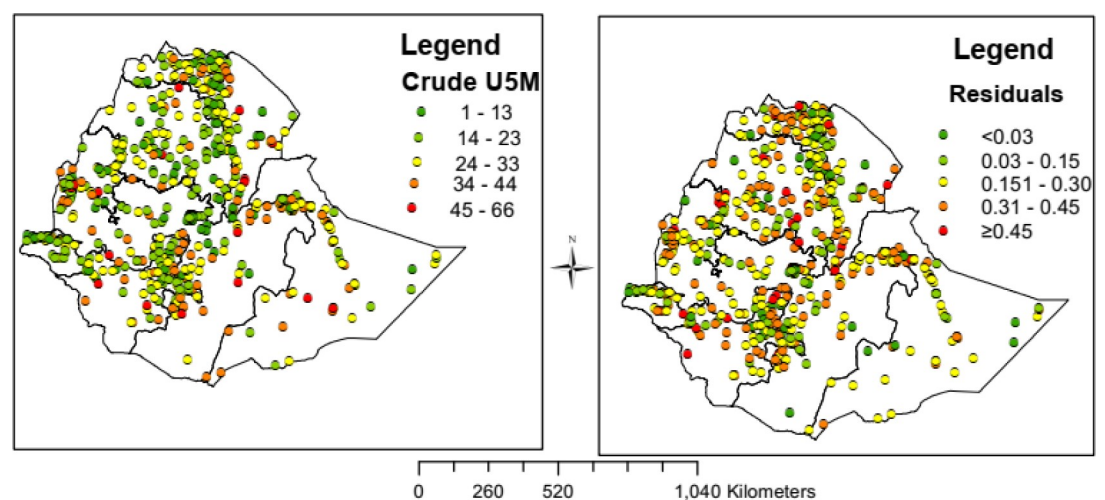 Legend
Crude U5M
1 - 13
14 - 23
24 - 33
34 - 44
45 - 66
Legend
Residuals
<0.03
0.03 - 0.15
0.151 - 0.30
0.31 - 0.45
≥0.45
N
0 260 520 1,040 Kilometers